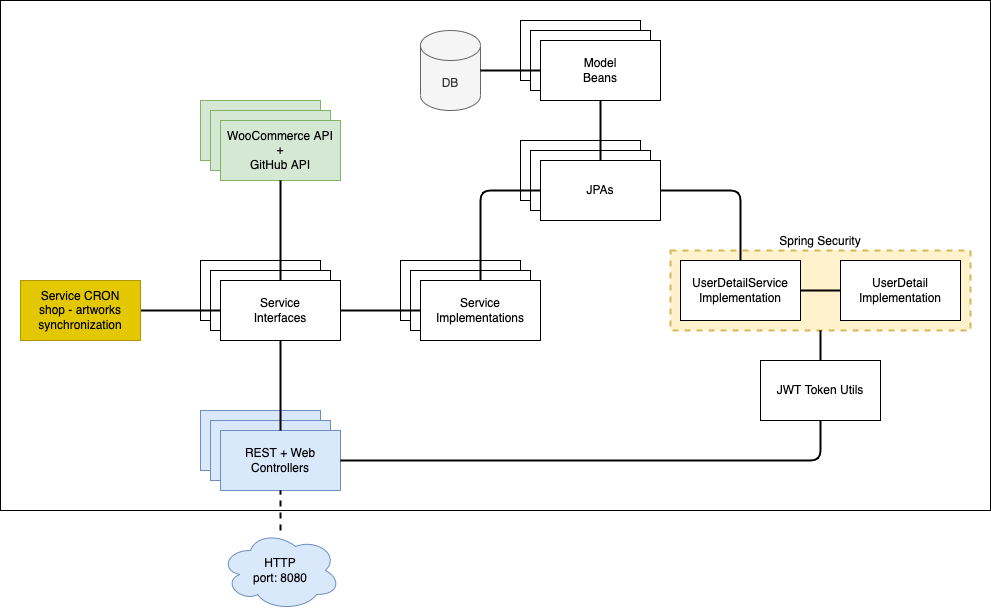 DB
Model
Beans
WooCommerce API
+
GitHub API
JPAs
Spring Security
Service CRON
shop - artworks
synchronization
Service
Interfaces
Service
Implementations
UserDetailService
Implementation
UserDetail
Implementation
JWT Token Utils
REST + Web
Controllers
HTTP
port: 8080